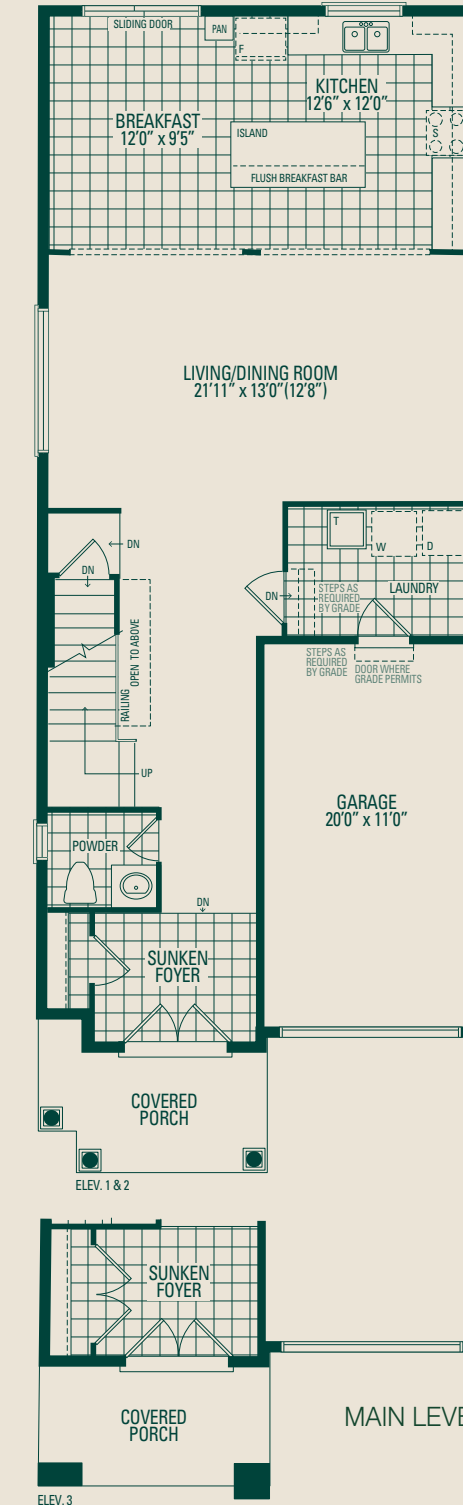 SLIDING DOOR
PAN
F
KITCHEN
12'6" x 12'0"
BREAKFAST
12'0" x 9'5"
ISLAND
S
FLUSH BREAKFAST BAR
LIVING/DINING ROOM
21'11" x 13'0"(12'8")
T
W
D
DN
DN
LAUNDRY
DN
STEPS AS
REQUIRED
BY GRADE
OPEN TO ABOVE
RAILING
STEPS AS
REQUIRED
BY GRADE
DOOR WHERE
GRADE PERMITS
UP
GARAGE
20'0" x 11'0"
POWDER
DN
SUNKEN
FOYER
COVERED
PORCH
ELEV. 1 & 2
SUNKEN
FOYER
COVERED
PORCH
MAIN LEVE
ELEV. 3